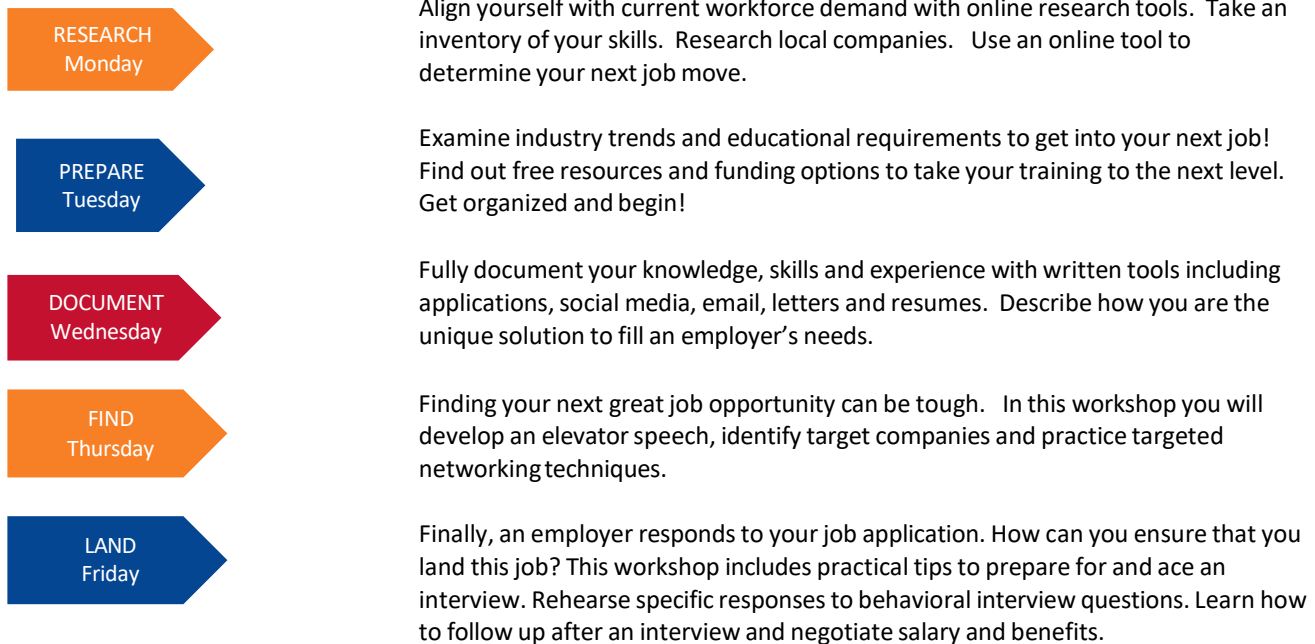 RESEARCH
Monday
Align yourself with current workforce demand with online research tools. Take an
inventory of your skills. Research local companies. Use an online tool to
determine your next job move.
PREPARE
Tuesday
Examine industry trends and educational requirements to get into your next job!
Find out free resources and funding options to take your training to the next level.
Get organized and begin!
DOCUMENT
Wednesday
Fully document your knowledge, skills and experience with written tools including
applications, social media, email, letters and resumes. Describe how you are the
unique solution to fill an employer’s needs.
FIND
Thursday
Finding your next great job opportunity can be tough. In this workshop you will
develop an elevator speech, identify target companies and practice targeted
networking techniques.
LAND
Friday
Finally, an employer responds to your job application. How can you ensure that you
land this job? This workshop includes practical tips to prepare for and ace an
interview. Rehearse specific responses to behavioral interview questions. Learn how
to follow up after an interview and negotiate salary and benefits.